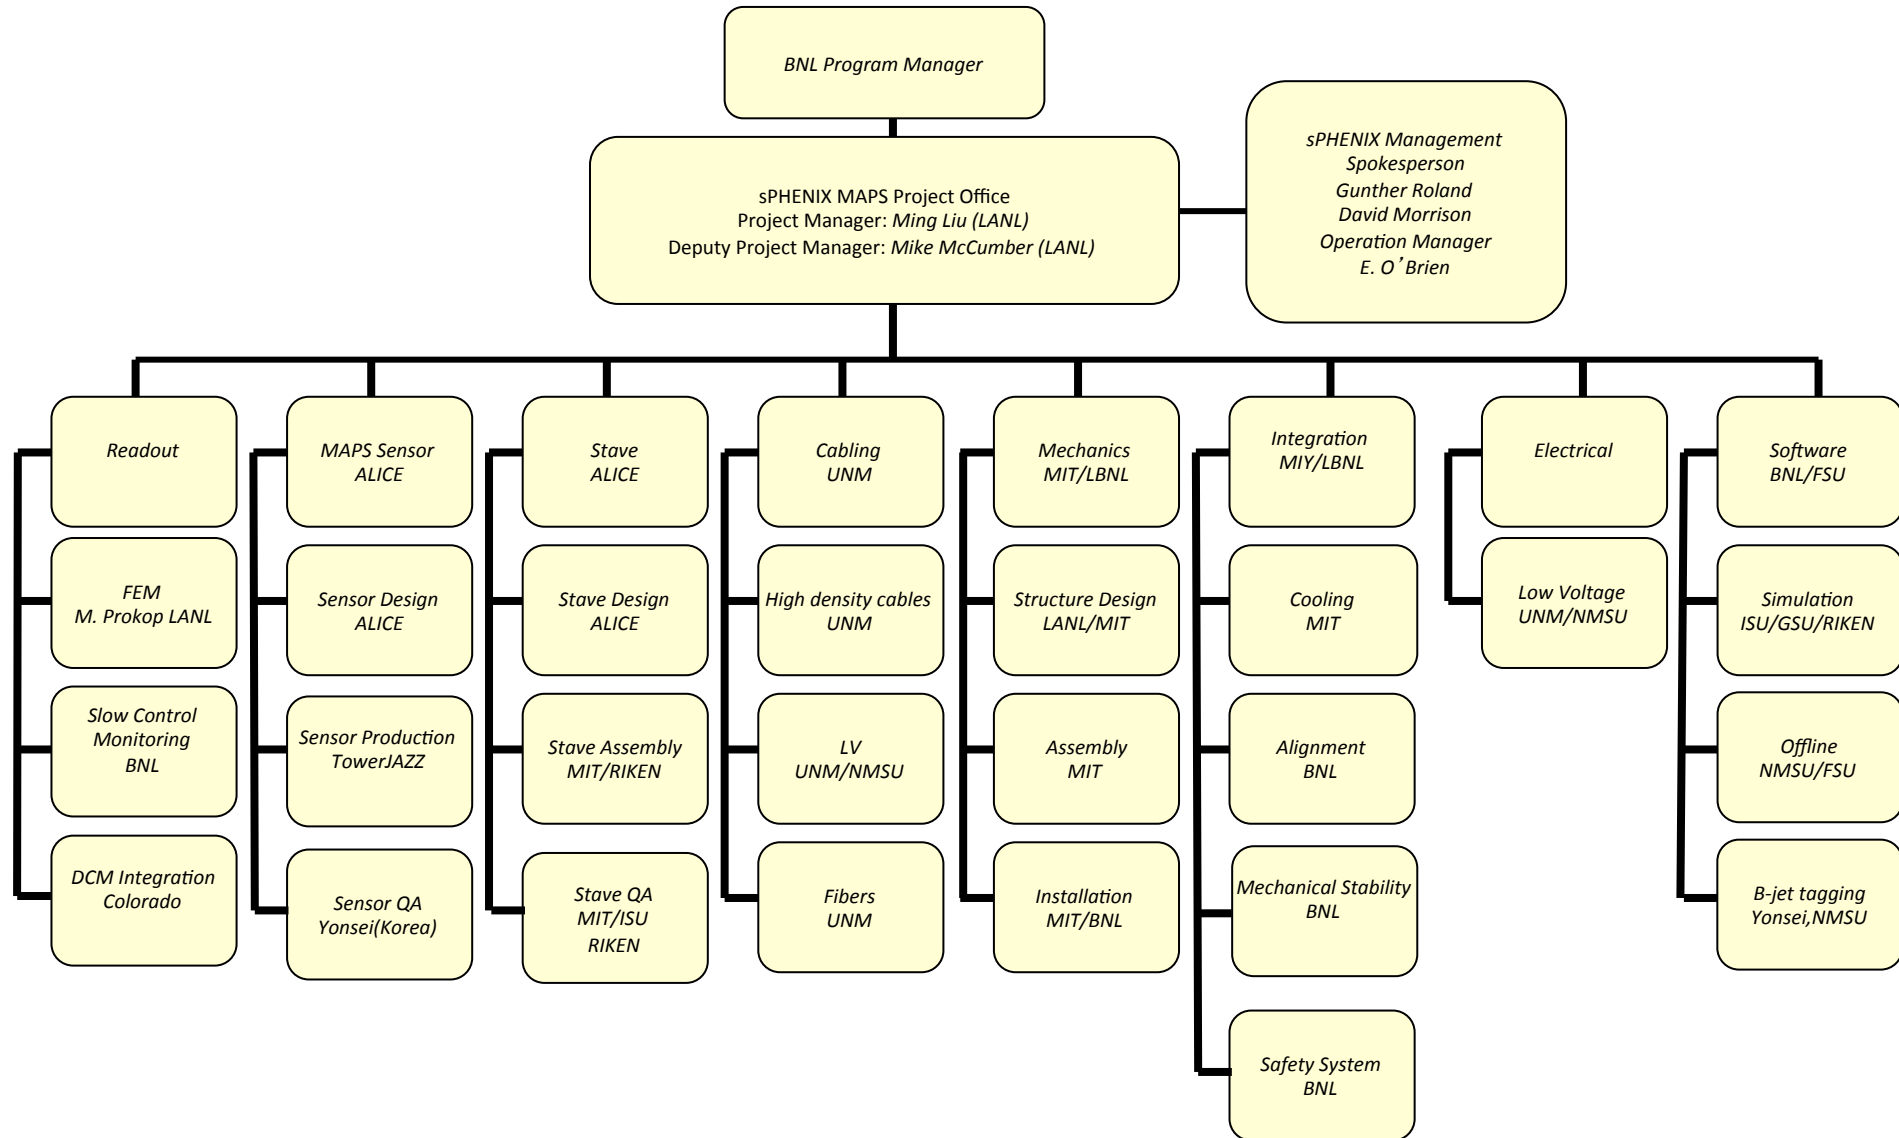 BNL Program Manager
sPHENIX MAPS Project Office
Project Manager: Ming Liu (LANL)
Deputy Project Manager: Mike McCumber (LANL)
sPHENIX Management
Spokesperson
Gunther Roland
David Morrison
Operation Manager
E. O’Brien
Readout
FEM
M. Prokop LANL
Slow Control
Monitoring
BNL
DCM Integration
Colorado
MAPS Sensor
ALICE
Sensor Design
ALICE
Sensor Production
TowerJAZZ
Sensor QA
Yonsei(Korea)
Stave
ALICE
Stave Design
ALICE
Stave Assembly
MIT/RIKEN
Stave QA
MIT/ISU
RIKEN
Cabling
UNM
High density cables
UNM
LV
UNM/NMSU
Fibers
UNM
Mechanics
MIT/LBNL
Structure Design
LANL/MIT
Assembly
MIT
Installation
MIT/BNL
Integration
MIY/LBNL
Cooling
MIT
Alignment
BNL
Mechanical Stability
BNL
Safety System
BNL
Electrical
Low Voltage
UNM/NMSU
Software
BNL/FSU
Simulation
ISU/GSU/RIKEN
Offline
NMSU/FSU
B-jet tagging
Yonsei,NMSU